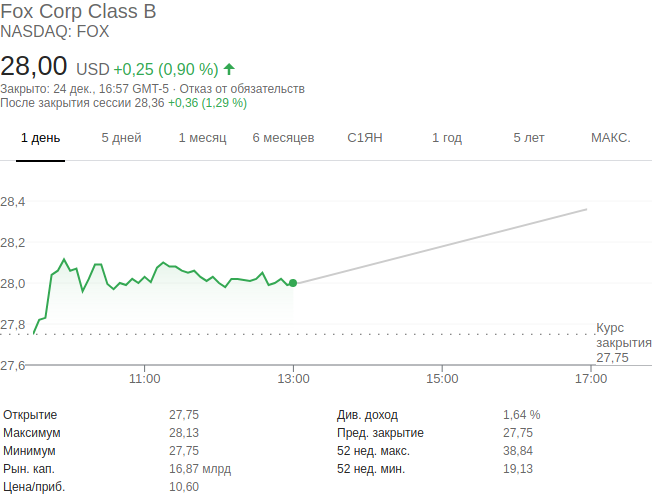 Fox Corp Class B
NASDAQ: FOX
28,00 USD +0,25 (0,90 %)
Закрыто: 24 дек., 16:57 GMT-5 · Отказ от обязательств
После закрытия сессии 28,36 +0,36 (1,29 %)
1 день 5 дней 1 месяц 6 месяцев С1ЯН 1 год 5 лет МАКС.
28,4
28,2
28,0
27,8
27,6
Курс
закрытия
27,75
11:00 13:00 15:00 17:00
Открытие 27,75 Див. доход 1,64 %
Максимум 28,13 Пред. закрытие 27,75
Минимум 27,75 52 нед. макс. 38,84
Рын. кап. 16,87 млрд 52 нед. мин. 19,13
Цена/приб. 10,60